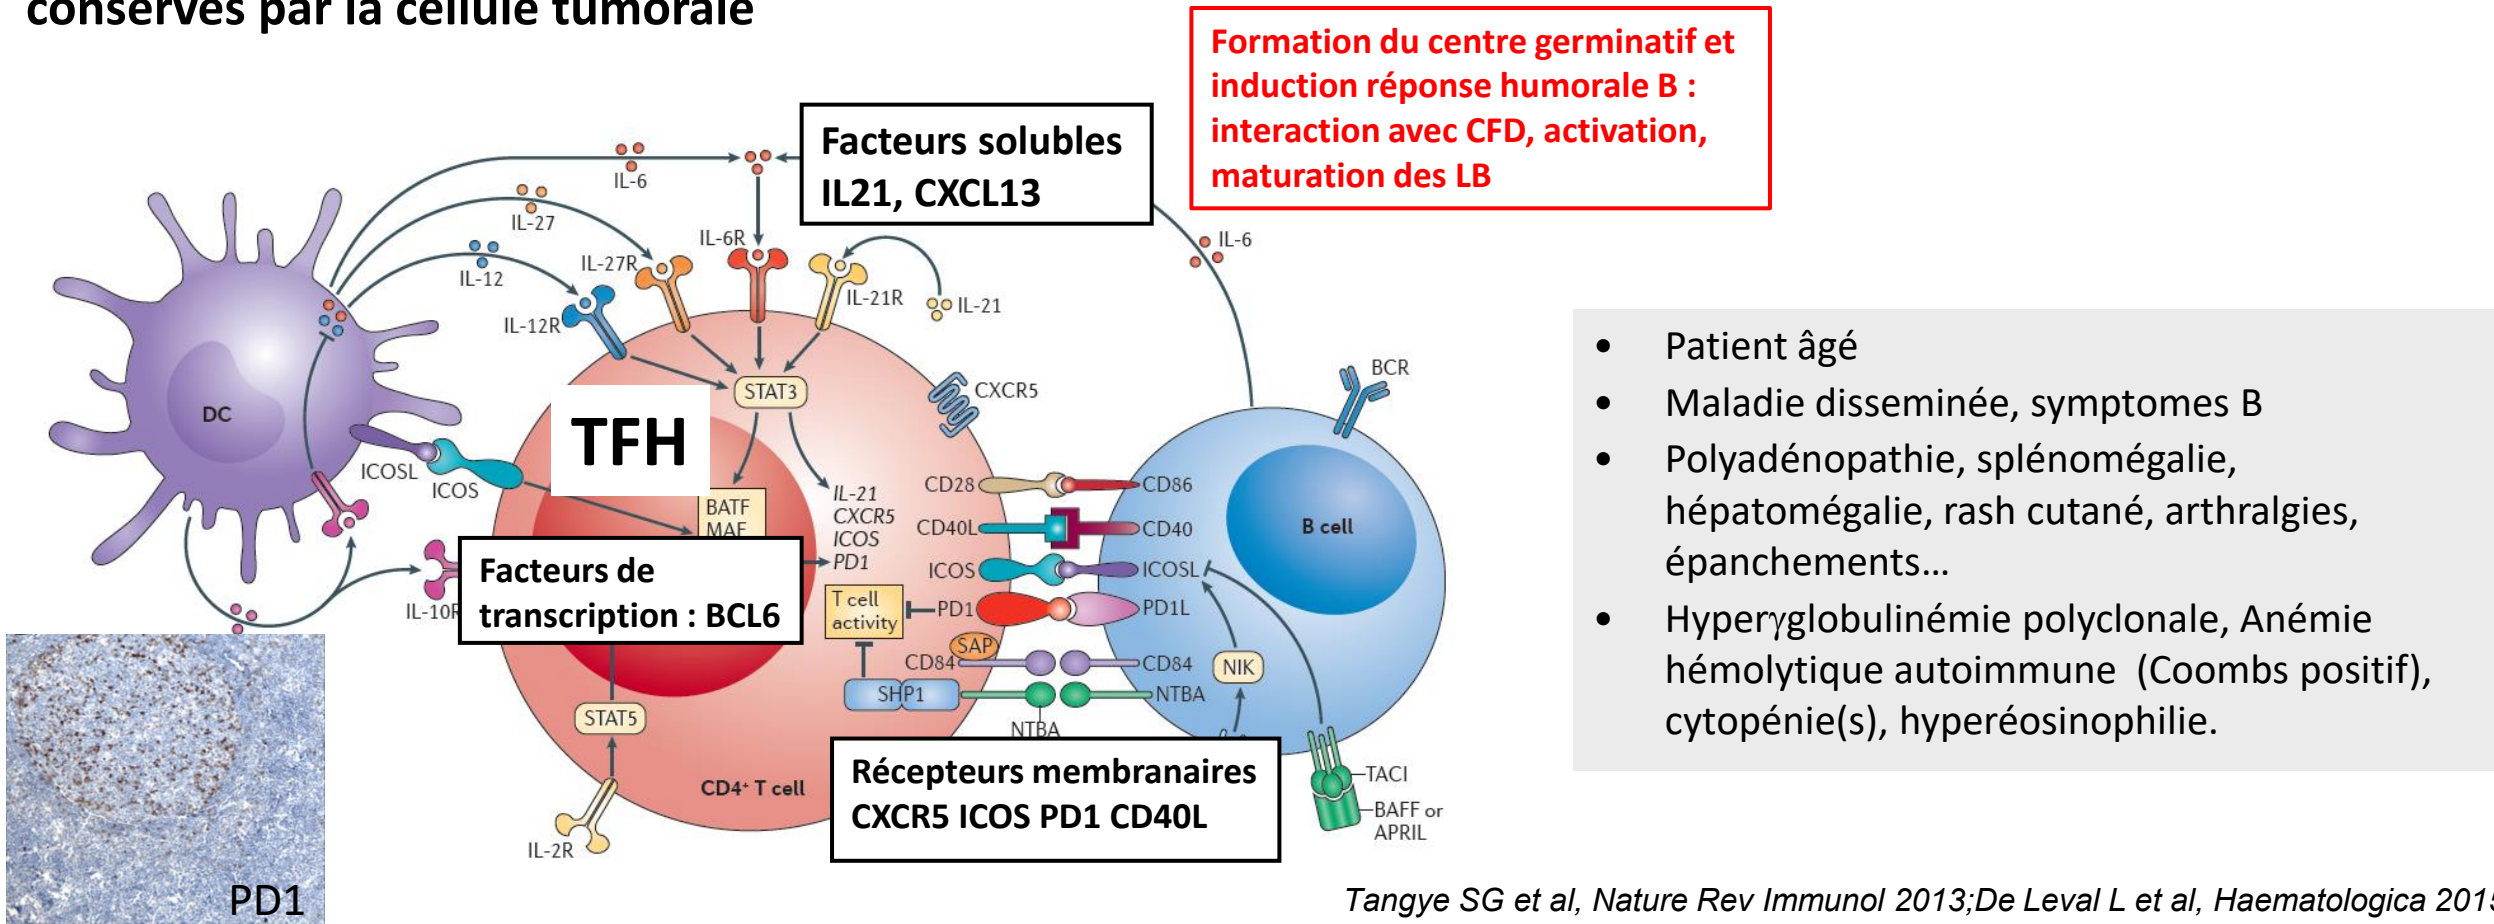 conservés par la cellule tumorale
Formation du centre germinatif et
induction réponse humorale B :
interaction avec CFD, activation,
maturation des LB
Facteurs solubles
IL21, CXCL13
IL-6
IL-27
IL-12
IL-27R
IL-6R
IL-21R
IL-21
IL-12R
IL-6
STAT3
CXCR5
BCR
DC
TFH
ICOSL
ICOS
BATF
MAF
IL-21
CXCR5
ICOS
PD1
CD28
CD86
CD40L
CD40
B cell
ICOS
ICOSL
T cell
activity
PD1
PD1L
SAP
CD84
CD84
NIK
SHP1
NTBA
NTBA
IL-10R
Facteurs de
transcription : BCL6
STAT5
CD4+ T cell
IL-2R
Récepteurs membranaires
CXCR5 ICOS PD1 CD40L
TACI
BAFF or
APRIL
PD1
• Patient âgé
• Maladie disseminée, symptomes B
• Polyadénopathie, splénomégalie,
hépatomégalie, rash cutané, arthralgies,
épanchements...
• Hyperγglobulinémie polyclonale, Anémie
hémolytique autoimmune (Coombs positif),
cytopénie(s), hyperéosinophilie.
Tangye SG et al, Nature Rev Immunol 2013;De Leval L et al, Haematologica 2015